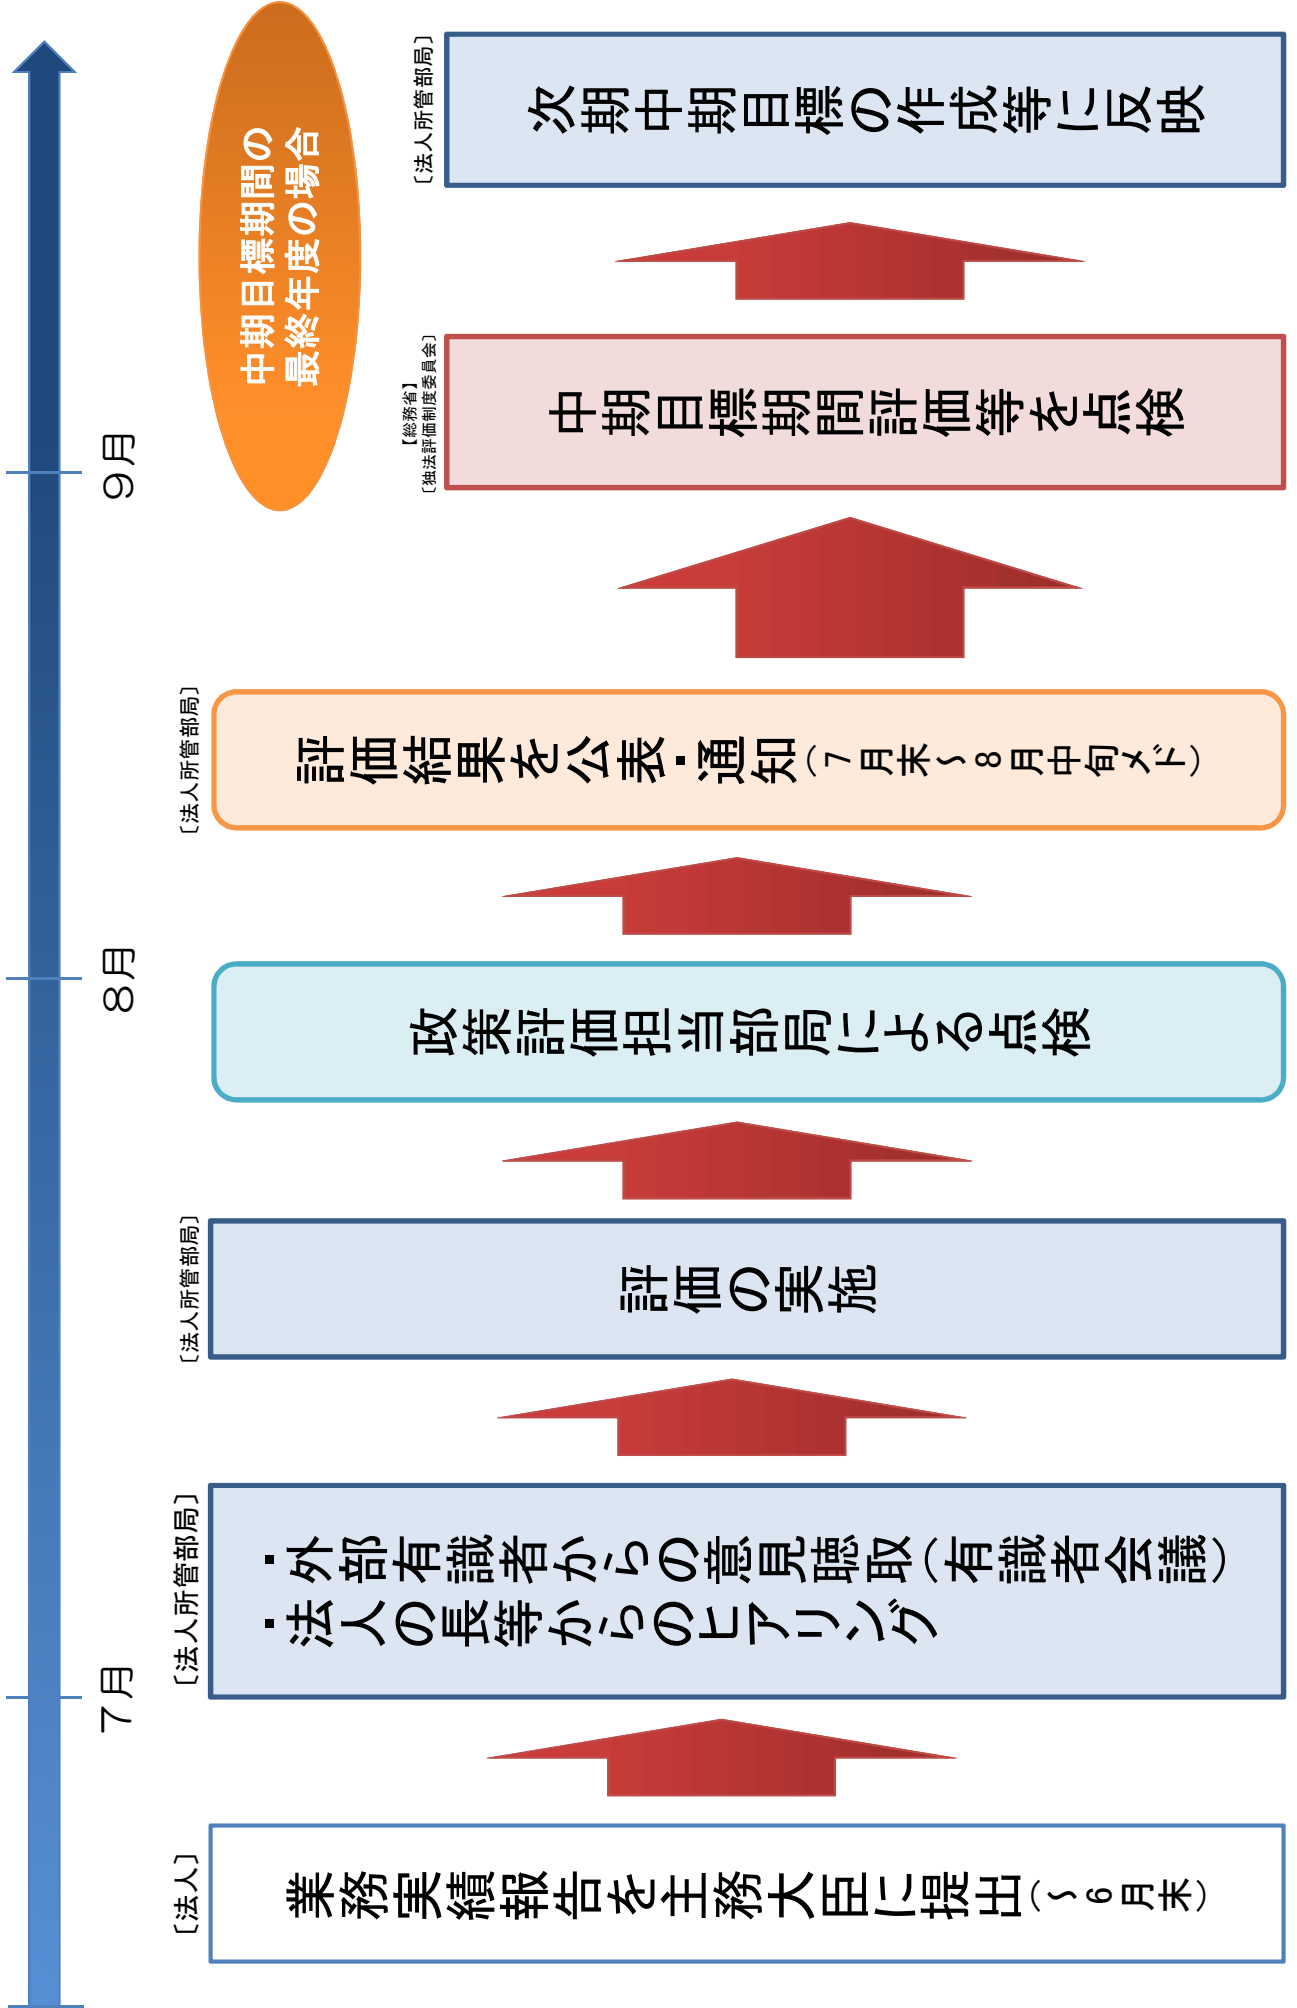 7月
8月
9月
〔法人〕
業務実績報告を主務大臣に提出（～6月末）
〔法人所管部局〕
・外部有識者からの意見聴取（有識者会議）
・法人の長等からのヒアリング
〔法人所管部局〕
評価の実施
政策評価担当部局による点検
〔法人所管部局〕
評価結果を公表・通知（7月末～8月中旬メド）
中期目標期間の
最終年度の場合
【総務省】
〔独法評価制度委員会〕
中期目標期間評価等を点検
〔法人所管部局〕
次期中期目標の作成等に反映